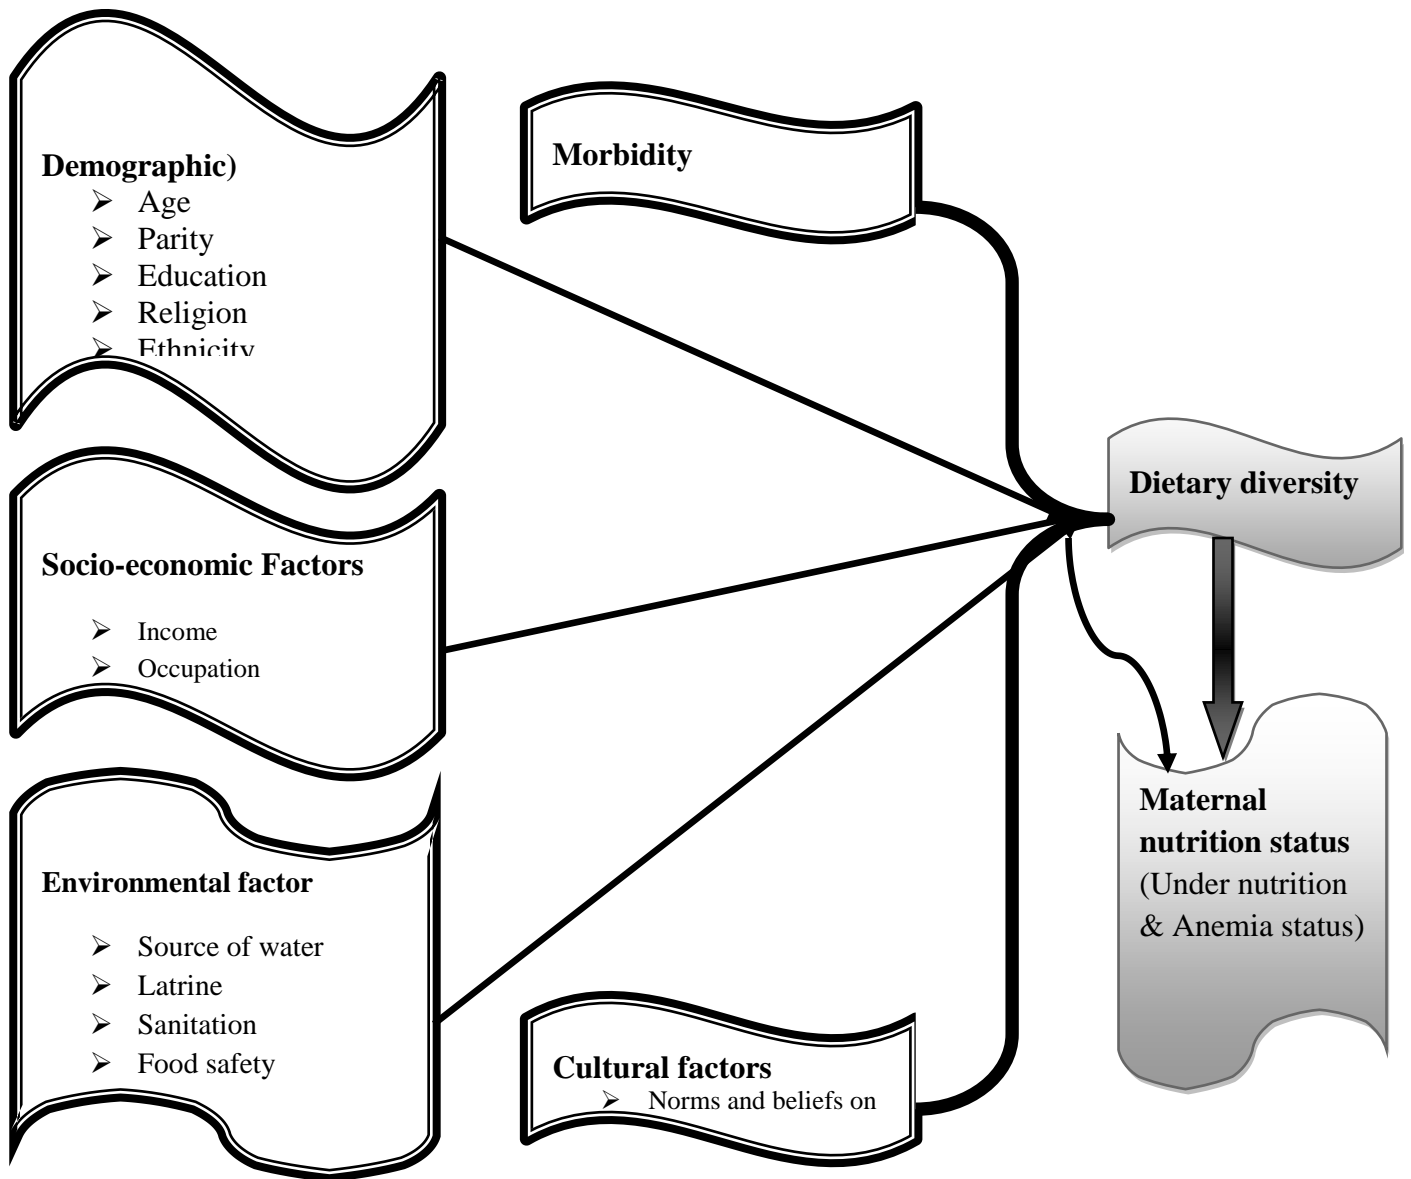 Demographic)
➢ Age
➢ Parity
➢ Education
➢ Religion
➢ Ethnicity
Socio-economic Factors
➢ Income
➢ Occupation
Environmental factor
➢ Source of water
➢ Latrine
➢ Sanitation
➢ Food safety
Morbidity
Cultural factors
➢ Norms and beliefs on
Dietary diversity
Maternal
nutrition status
(Under nutrition
& Anemia status)